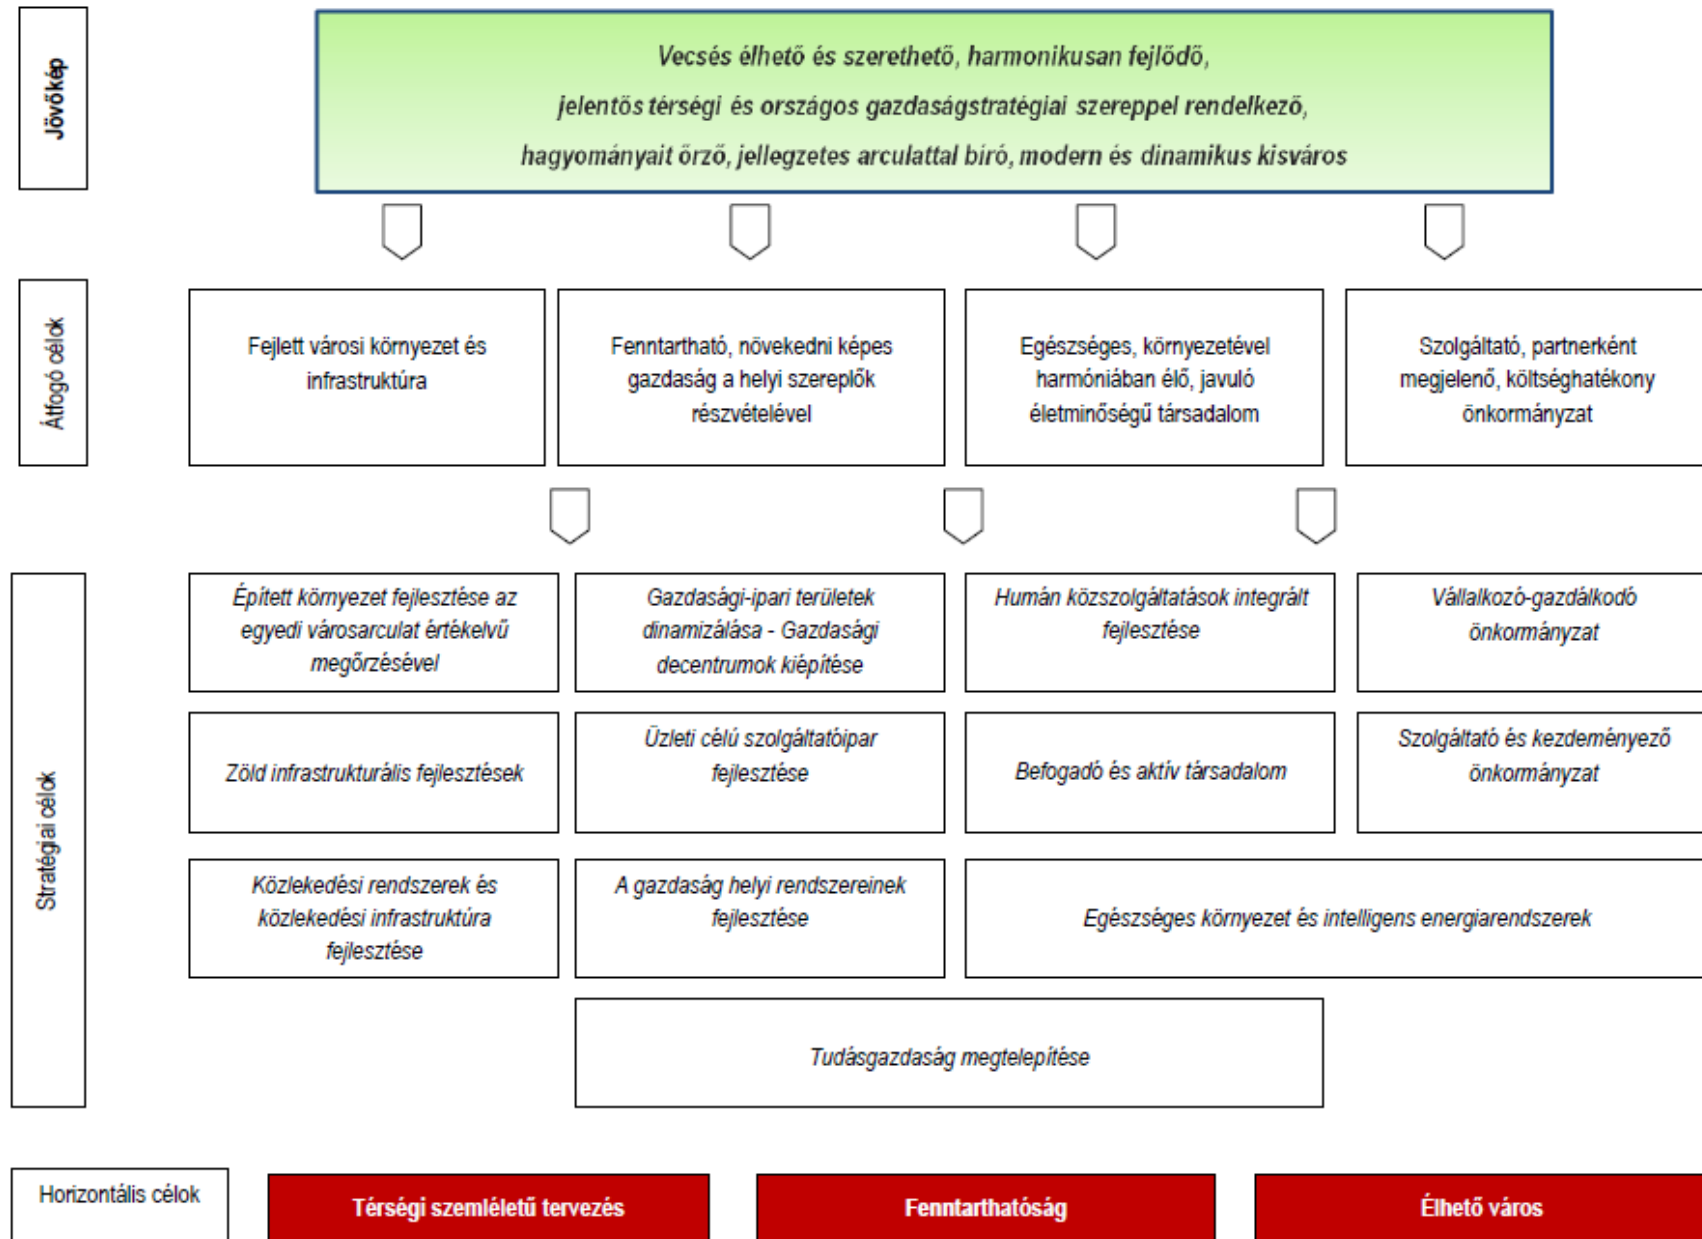 Jövőkép
Vecsés élhető és szerethető, harmonikusan fejlődő,
jelentős térségi és országos gazdaságstratégiai szereppel rendelkező,
hagyományait őrző, jellegzetes arculattal bíró, modern és dinamikus kisváros
Átfogó célok
Fejlett városi környezet és
infrastruktúra
Fenntartható, növekedni képes
gazdaság a helyi szereplők
részvételével
Egészséges, környezetével
harmóniában élő, javuló
életminőségű társadalom
Szolgáltató, partnerként
megjelenő, költséghatékony
önkormányzat
Stratégiai célok
Épített környezet fejlesztése az
egyedi városarculat értékelvű
megőrzésével
Gazdasági-ipari területek
dinamizálása - Gazdasági
decentrumok kiépítése
Humán közszolgáltatások integrált
fejlesztése
Vállalkozó-gazdálkodó
önkormányzat
Zöld infrastrukturális fejlesztések
Üzleti célú szolgáltatóipar
fejlesztése
Befogadó és aktív társadalom
Szolgáltató és kezdeményező
önkormányzat
Közlekedési rendszerek és
közlekedési infrastruktúra
fejlesztése
A gazdaság helyi rendszereinek
fejlesztése
Egészséges környezet és intelligens energiarendszerek
Tudásgazdaság megtelepítése
Horizontális célok
Térségi szemléletű tervezés
Fenntarthatóság
Élhető város